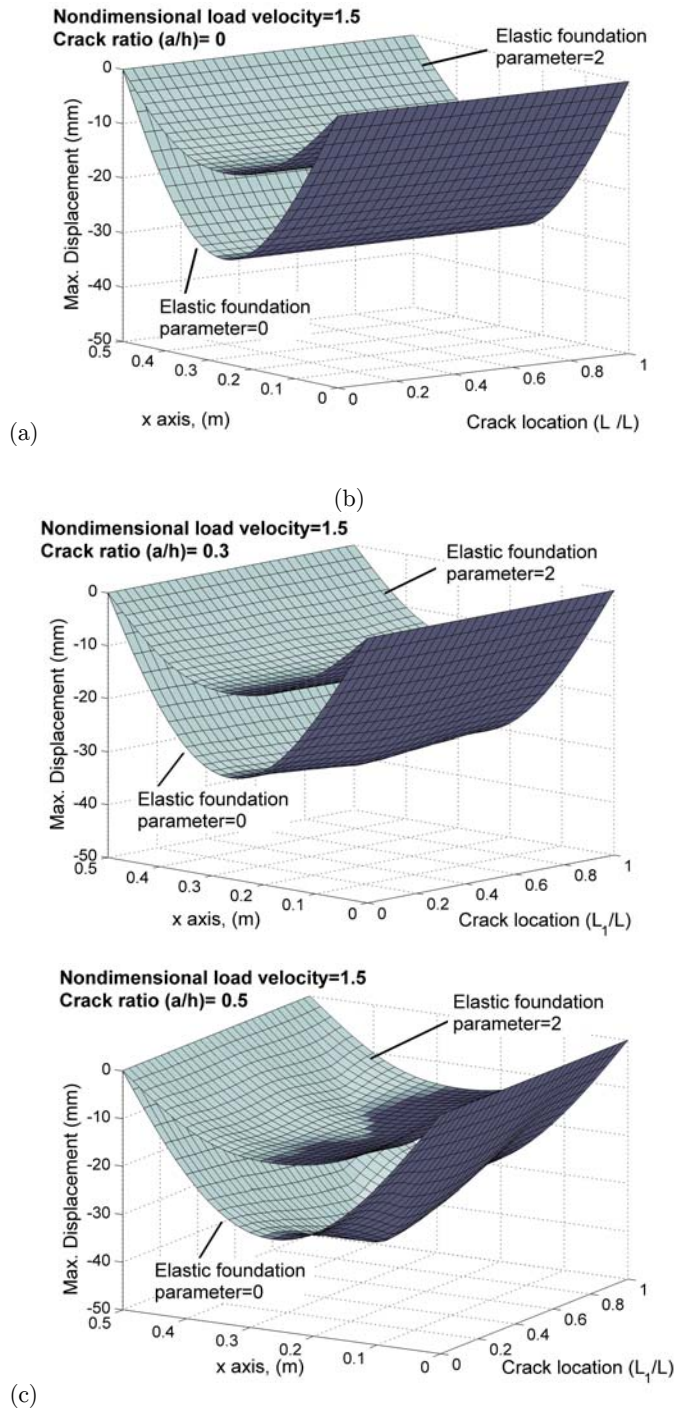 Nondimensional load velocity=1.5
Crack ratio (a/h)= 0
Elastic foundation
parameter=2
0
-10
-20
-30
-40
-50
Max. Displacement (mm)
Elastic foundation
parameter=0
0.5
0.4
0.3
0.2
0.1
0
x axis, (m)
0
0.2
0.4
0.6
0.8
1
Crack location (L /L)
(a)
(b)
Nondimensional load velocity=1.5
Crack ratio (a/h)= 0.3
Elastic foundation
parameter=2
0
-10
-20
-30
-40
-50
Max. Displacement (mm)
Elastic foundation
parameter=0
0.5
0.4
0.3
0.2
0.1
0
x axis, (m)
0
0.2
0.4
0.6
0.8
1
Crack location (L₁/L)
Nondimensional load velocity=1.5
Crack ratio (a/h)= 0.5
Elastic foundation
parameter=2
0
-10
-20
-30
-40
-50
Max. Displacement (mm)
Elastic foundation
parameter=0
0.5
0.4
0.3
0.2
0.1
0
x axis, (m)
0
0.2
0.4
0.6
0.8
1
Crack location (L₁/L)
(c)